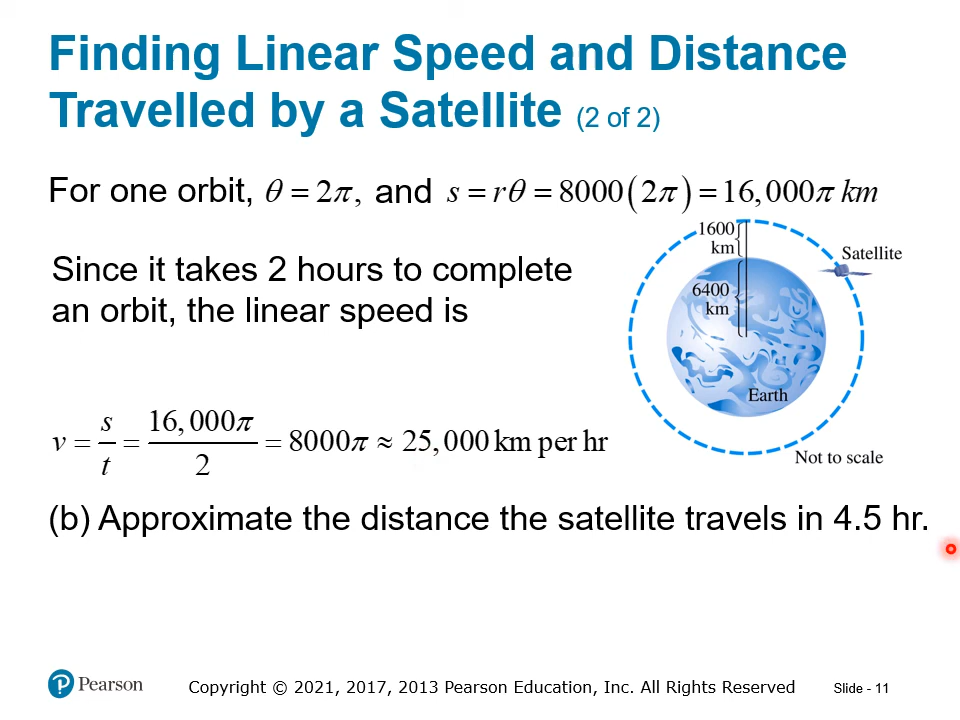 Finding Linear Speed and Distance
Travelled by a Satellite (2 of 2)
For one orbit, θ = 2π, and s = rθ = 8000(2π) = 16,000π km
1600
km
Satellite
Since it takes 2 hours to complete
an orbit, the linear speed is
6400
km
Earth
v = s/t = 16,000π/2 = 8000π ≈ 25,000 km per hr
Not to scale
(b) Approximate the distance the satellite travels in 4.5 hr.
Pearson
Copyright © 2021, 2017, 2013 Pearson Education, Inc. All Rights Reserved
Slide - 11